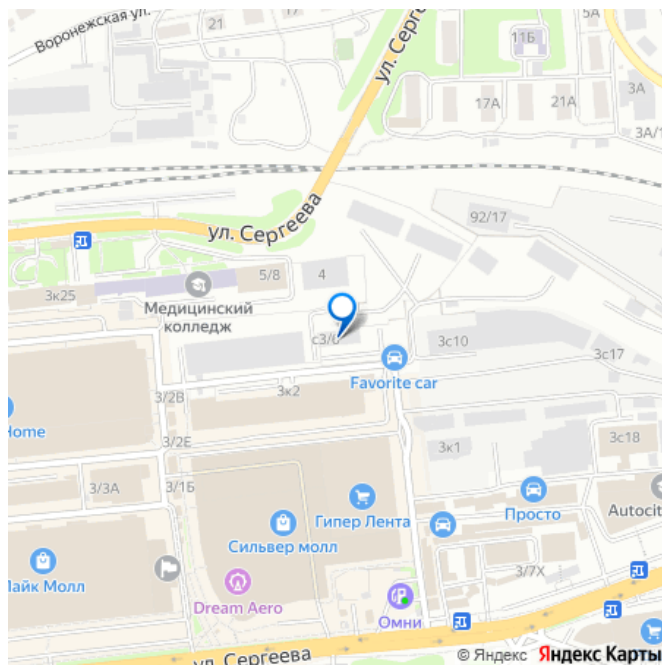 Воронежская ул.
ул. Серге
11Б
5А
21
17А
21А
3А
3А/1
92/17
ул. Сергеева
5/8
4
3к25
Медицинский
колледж
с3/6
3с10
3с17
Favorite car
3/2В
3к2
Home
3/2Е
3к1
3с18
3/3А
3/1Б
Гипер Лента
Просто
Autocit
Сильвер молл
Лайк Молл
3/7Х
Dream Aero
Омни
ул. Сергеева
© Яндекс Яндекс Карты